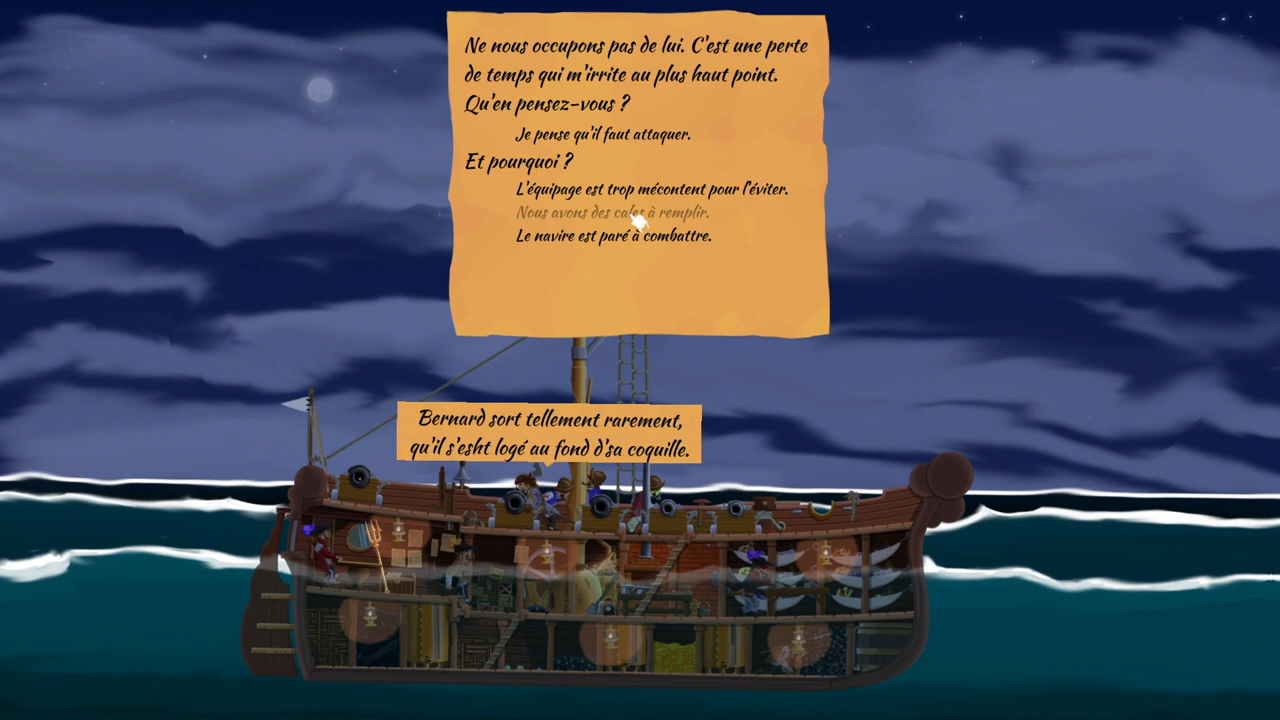 Ne nous occupons pas de lui. C'est une perte
de temps qui m'irrite au plus haut point.
Qu'en pensez-vous ?
Je pense qu'il faut attaquer.
Et pourquoi ?
L'équipage est trop mécontent pour l'éviter.
Nous avons des cales à remplir.
Le navire est paré à combattre.
Bernard sort tellement rarement,
qu'il s'esht logé au fond d'sa coquille.